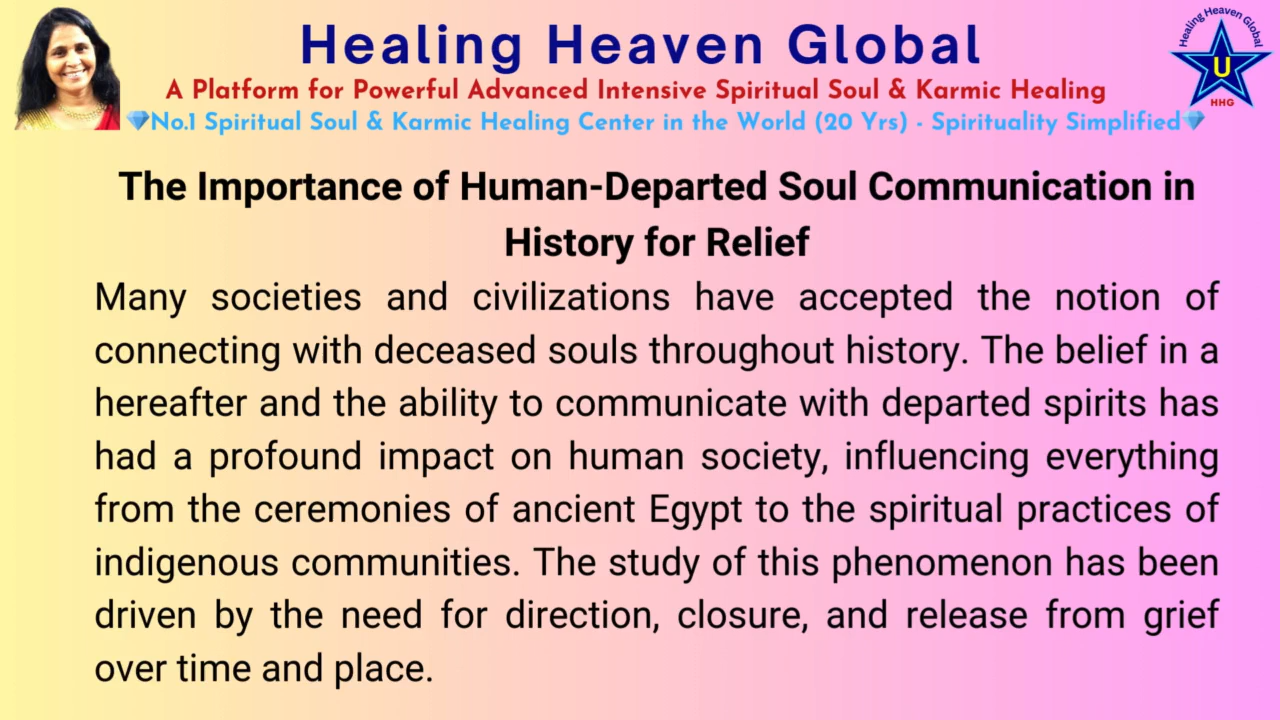 Healing Heaven Global
A Platform for Powerful Advanced Intensive Spiritual Soul & Karmic Healing
💎No.1 Spiritual Soul & Karmic Healing Center in the World (20 Yrs) - Spirituality Simplified💎
Healing Heaven Global
U
HHG
The Importance of Human-Departed Soul Communication in
History for Relief
Many societies and civilizations have accepted the notion of
connecting with deceased souls throughout history. The belief in a
hereafter and the ability to communicate with departed spirits has
had a profound impact on human society, influencing everything
from the ceremonies of ancient Egypt to the spiritual practices of
indigenous communities. The study of this phenomenon has been
driven by the need for direction, closure, and release from grief
over time and place.